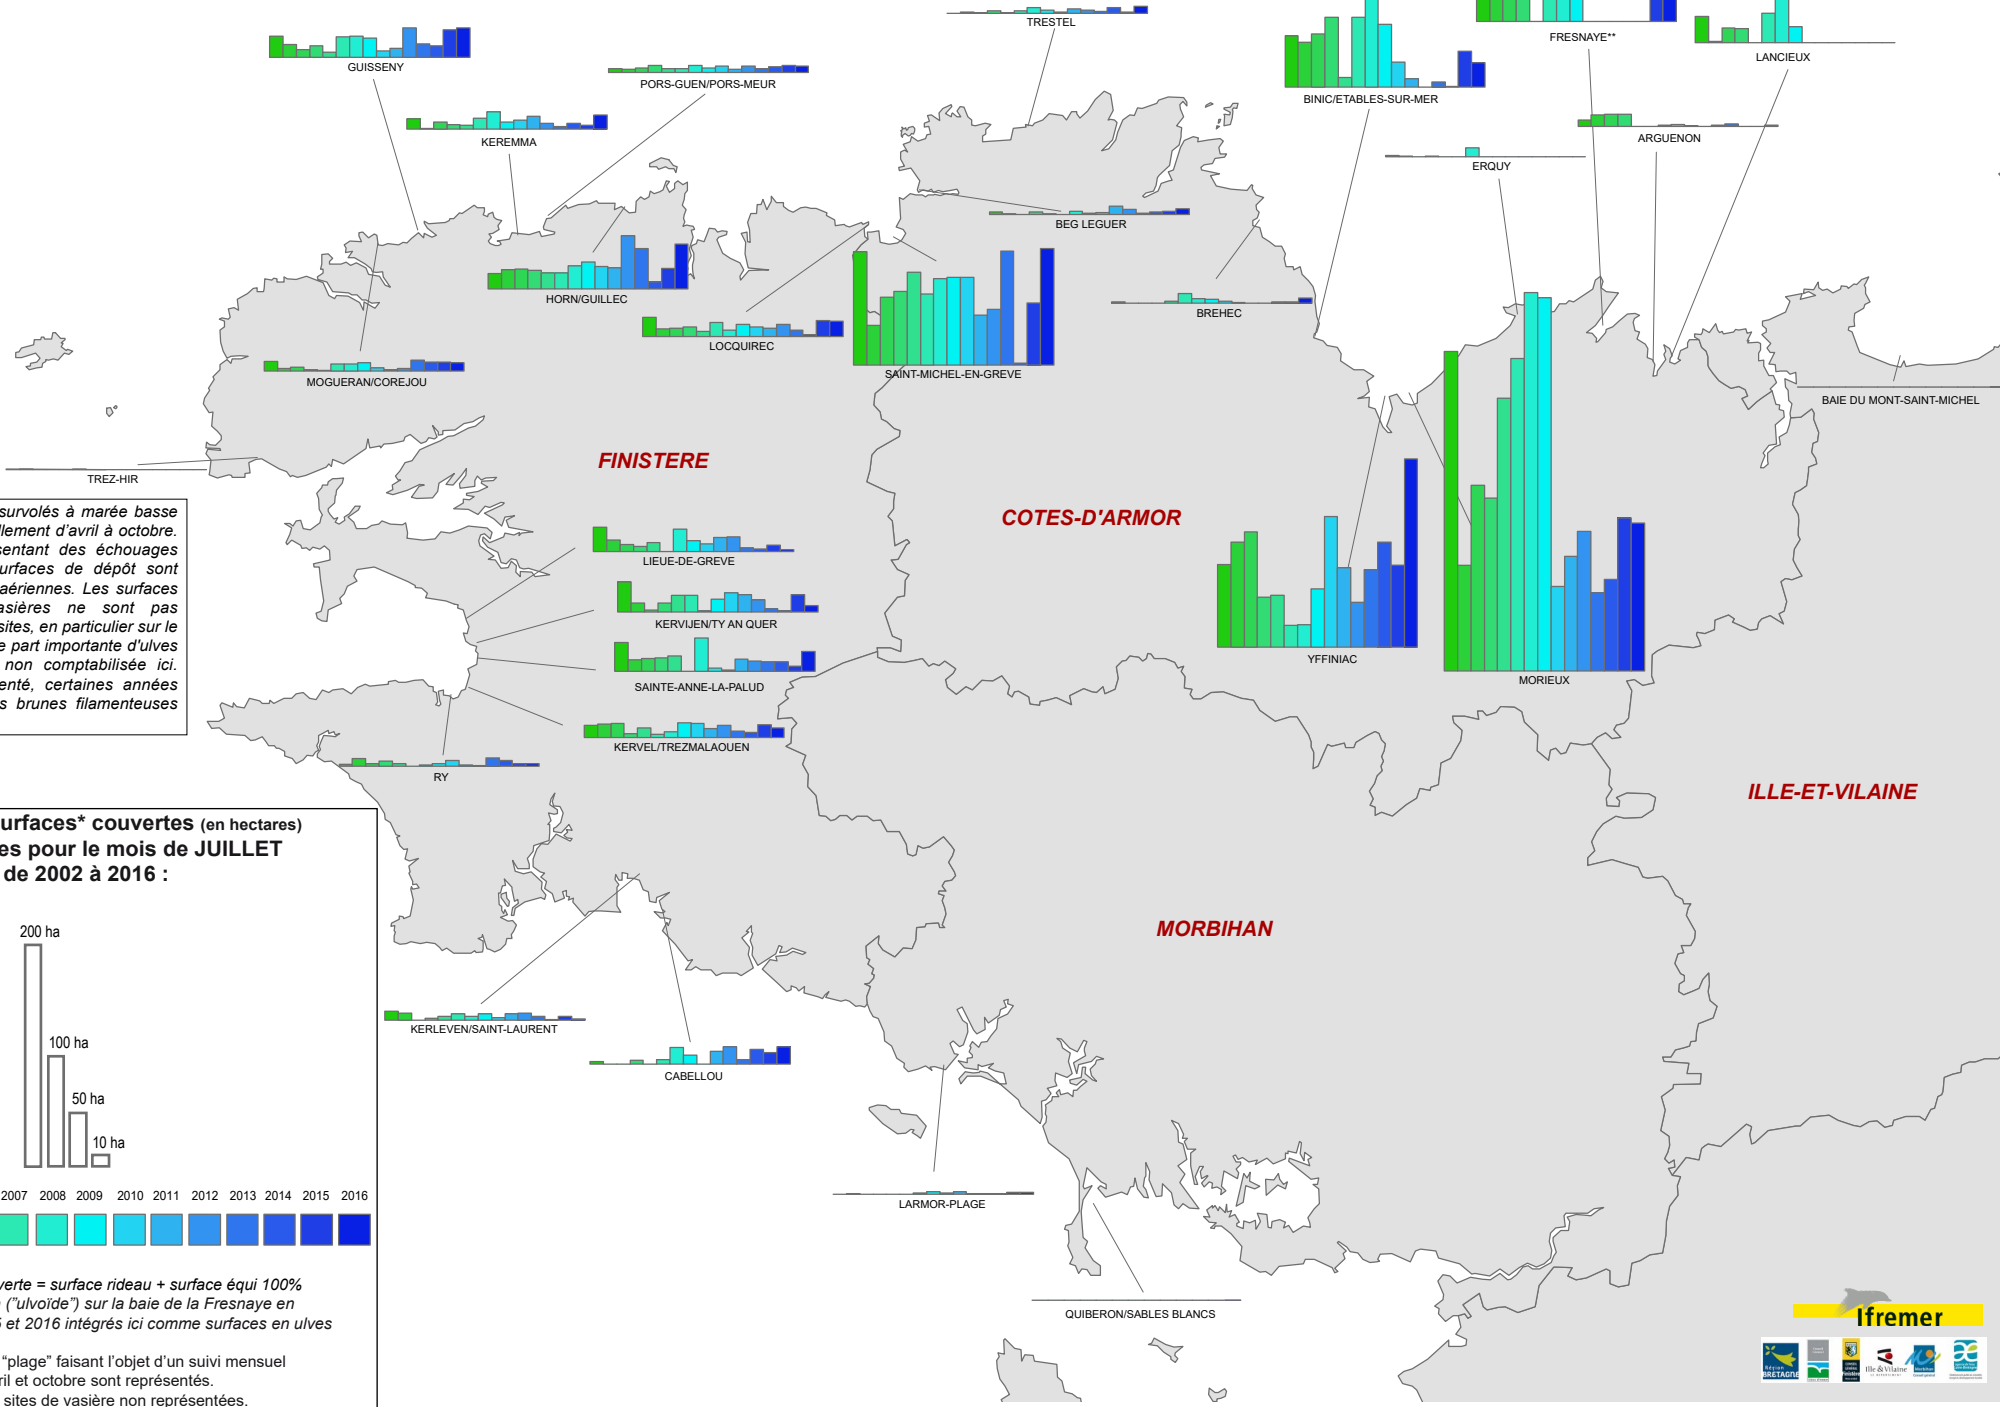 TRESTEL
FRESNAYE**
LANCIEUX
GUISSENY
PORS-GUEN/PORS-MEUR
BINIC/ETABLES-SUR-MER
KEREMMA
ARGUENON
ERQUY
BEG LEGUER
HORN/GUILLEC
BREHEC
LOCQUIREC
SAINT-MICHEL-EN-GREVE
MOGUERAN/COREJOU
BAIE DU MONT-SAINT-MICHEL
FINISTERE
TREZ-HIR
COTES-D'ARMOR
survolés à marée basse
llement d'avril à octobre.
sentant des échouages
surfaces de dépôt sont
aériennes. Les surfaces
asières ne sont pas
sites, en particulier sur le
e part importante d'ulves
non comptabilisée ici.
enté, certaines années
s brunes filamenteuses
LIEUE-DE-GREVE
KERVIJEN/TY AN QUER
YFFINIAC
MORIEUX
SAINTE-ANNE-LA-PALUD
KERVEL/TREZMALAOUEN
RY
ILLE-ET-VILAINE
MORBIHAN
urfaces* couvertes (en hectares)
es pour le mois de JUILLET
de 2002 à 2016 :
200 ha
100 ha
50 ha
10 ha
2007 2008 2009 2010 2011 2012 2013 2014 2015 2016
verte = surface rideau + surface équi 100%
e ("ulvoïde") sur la baie de la Fresnaye en
5 et 2016 intégrés ici comme surfaces en ulves
"plage" faisant l'objet d'un suivi mensuel
ril et octobre sont représentés.
sites de vasière non représentées.
KERLEVEN/SAINT-LAURENT
CABELLOU
LARMOR-PLAGE
QUIBERON/SABLES BLANCS
Ifremer
Région
BRETAGNE
Ille & Vilaine
Morbihan